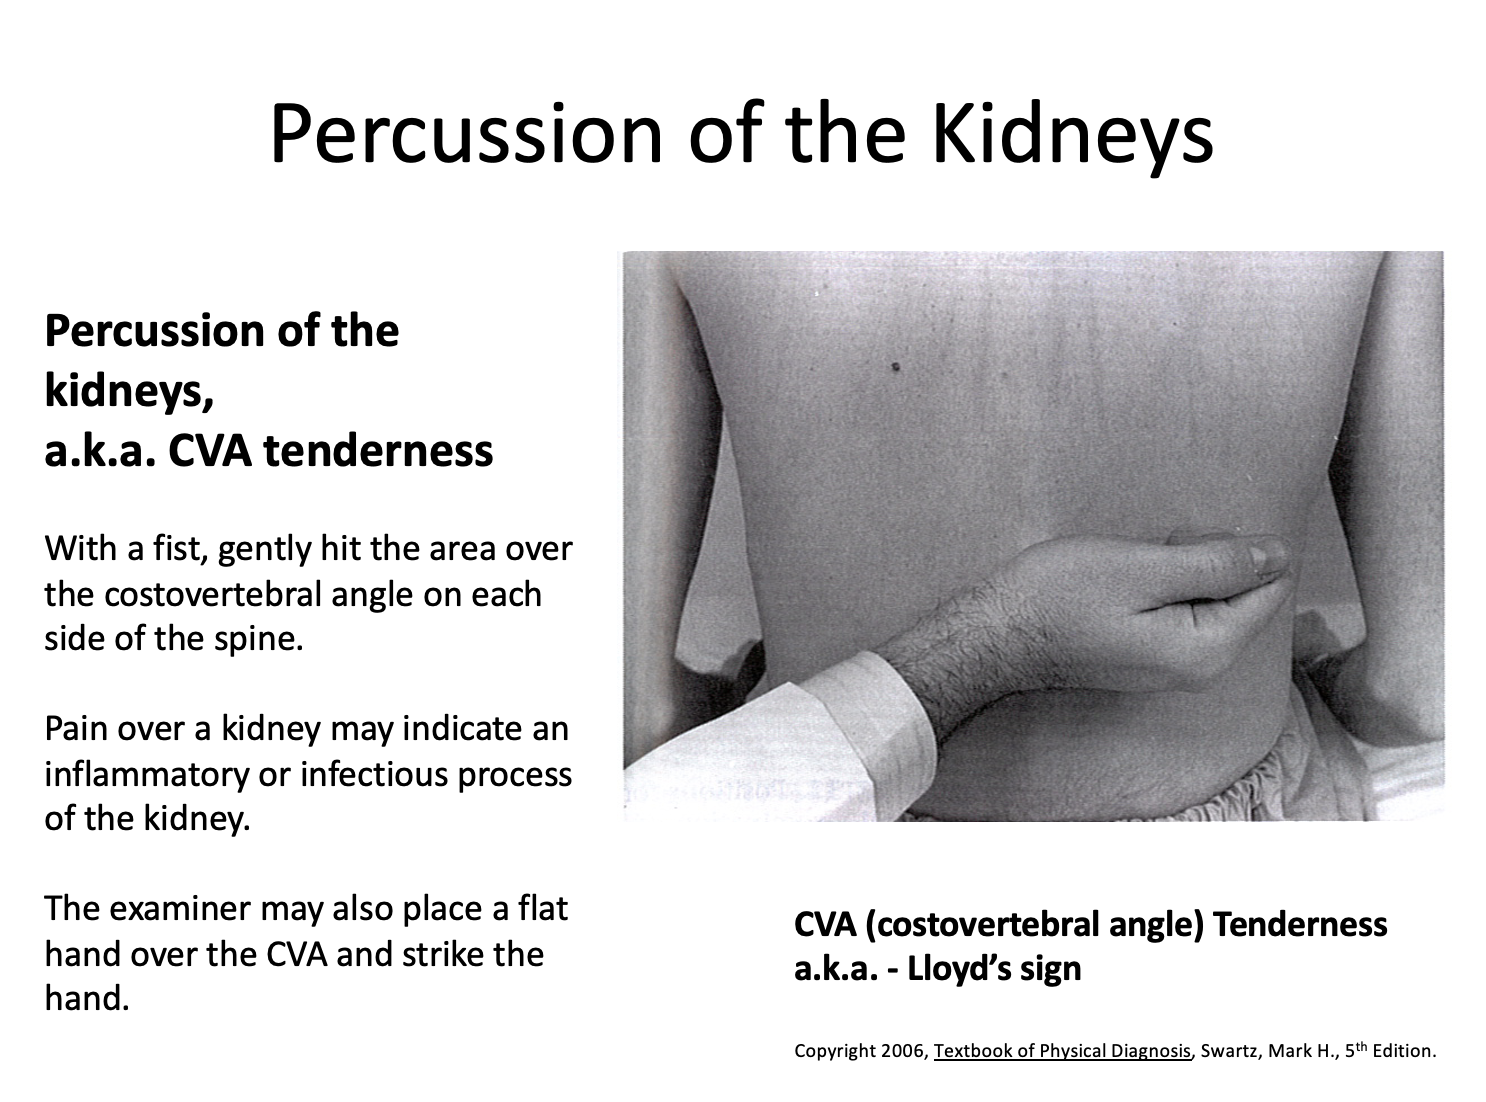 Percussion of the Kidneys
Percussion of the
kidneys,
a.k.a. CVA tenderness
With a fist, gently hit the area over
the costovertebral angle on each
side of the spine.
Pain over a kidney may indicate an
inflammatory or infectious process
of the kidney.
The examiner may also place a flat
hand over the CVA and strike the
hand.
CVA (costovertebral angle) Tenderness
a.k.a. - Lloyd’s sign
Copyright 2006, Textbook of Physical Diagnosis, Swartz, Mark H., 5th Edition.